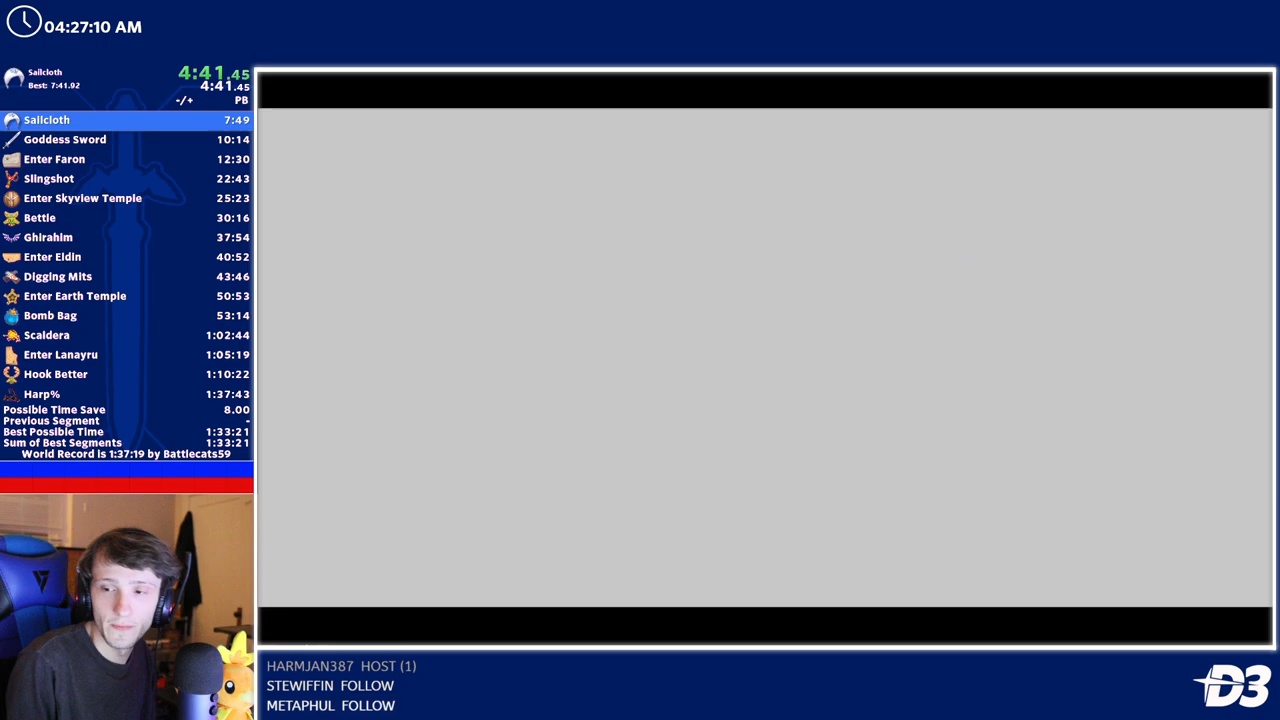 04:27:10 AM
Sailcloth
Best: 7:41.92
4:41.45
4:41.45
-/+ PB
Sailcloth 7:49
Goddess Sword 10:14
Enter Faron 12:30
Slingshot 22:43
Enter Skyview Temple 25:23
Bettle 30:16
Ghirahim 37:54
Enter Eldin 40:52
Digging Mits 43:46
Enter Earth Temple 50:53
Bomb Bag 53:14
Scaldera 1:02:44
Enter Lanayru 1:05:19
Hook Better 1:10:22
Harp% 1:37:43
Possible Time Save 8.00
Previous Segment -
Best Possible Time 1:33:21
Sum of Best Segments 1:33:21
World Record is 1:37:19 by Battlecats59
HARMJAN387 HOST (1)
STEWIFFIN FOLLOW
METAPHUL FOLLOW
D3